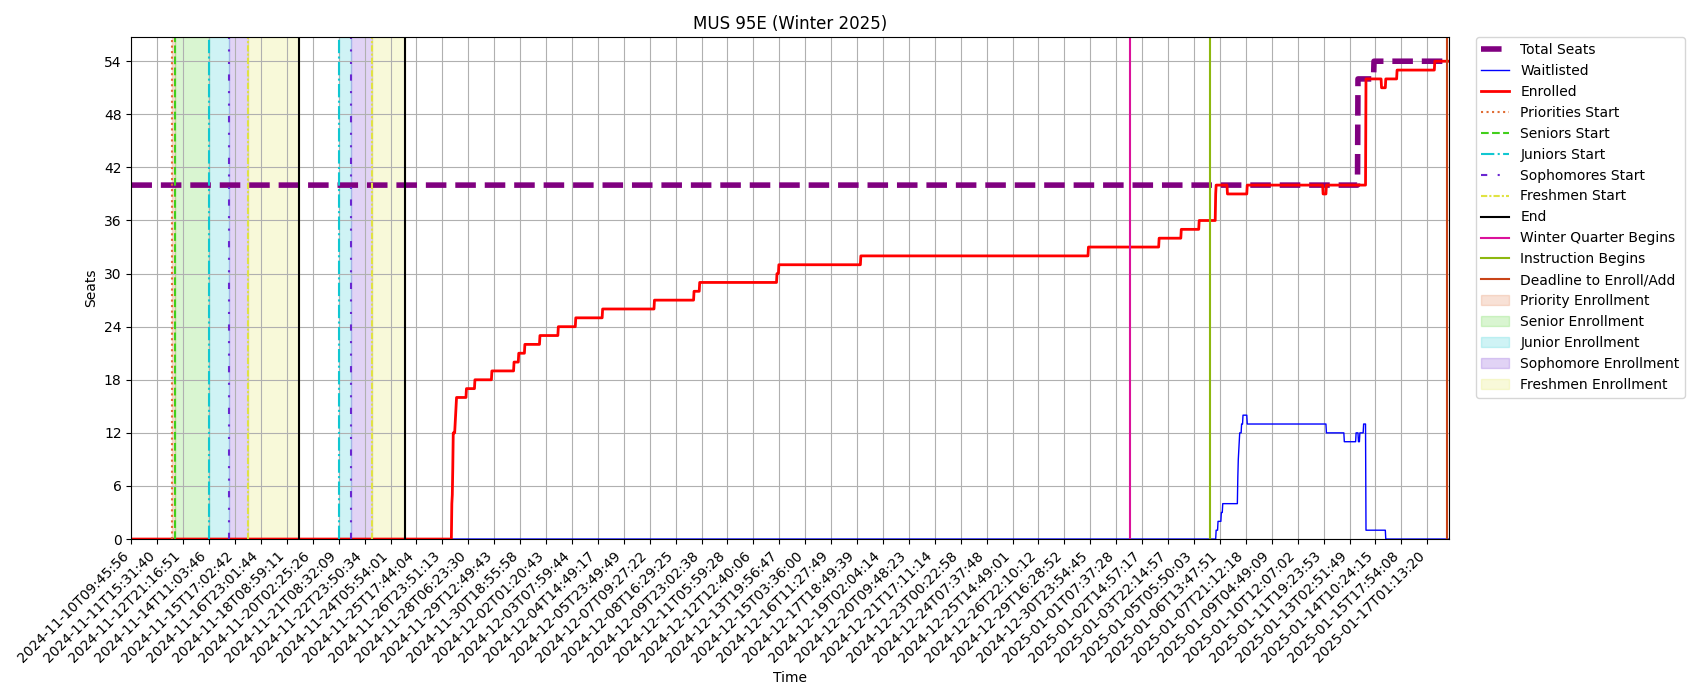 MUS 95E (Winter 2025)
Seats
54
48
42
36
30
24
18
12
6
0
2024-11-10T09:45:56
2024-11-11T15:31:40
2024-11-12T21:16:51
2024-11-14T11:03:46
2024-11-15T17:02:42
2024-11-16T23:01:44
2024-11-18T08:59:11
2024-11-20T02:25:26
2024-11-21T08:32:09
2024-11-22T23:50:34
2024-11-24T05:54:01
2024-11-25T17:44:04
2024-11-26T23:51:13
2024-11-28T06:23:30
2024-11-29T12:49:43
2024-11-30T18:55:58
2024-12-02T01:20:43
2024-12-03T07:59:44
2024-12-04T14:49:17
2024-12-05T23:49:49
2024-12-07T09:27:22
2024-12-08T16:29:25
2024-12-09T23:02:38
2024-12-11T05:59:28
2024-12-12T12:40:06
2024-12-13T19:56:47
2024-12-15T03:36:00
2024-12-16T11:27:49
2024-12-17T18:49:39
2024-12-19T02:04:14
2024-12-20T09:48:23
2024-12-21T17:11:14
2024-12-23T00:22:58
2024-12-24T07:37:48
2024-12-25T14:49:01
2024-12-26T22:10:12
2024-12-29T16:28:52
2024-12-30T23:54:45
2025-01-01T07:37:28
2025-01-02T14:57:17
2025-01-03T22:14:57
2025-01-05T05:50:03
2025-01-06T13:47:51
2025-01-07T21:12:18
2025-01-09T04:49:09
2025-01-10T12:07:02
2025-01-11T19:23:53
2025-01-13T02:51:49
2025-01-14T10:24:15
2025-01-15T17:54:08
2025-01-17T01:13:20
Time
Total Seats
Waitlisted
Enrolled
Priorities Start
Seniors Start
Juniors Start
Sophomores Start
Freshmen Start
End
Winter Quarter Begins
Instruction Begins
Deadline to Enroll/Add
Priority Enrollment
Senior Enrollment
Junior Enrollment
Sophomore Enrollment
Freshmen Enrollment